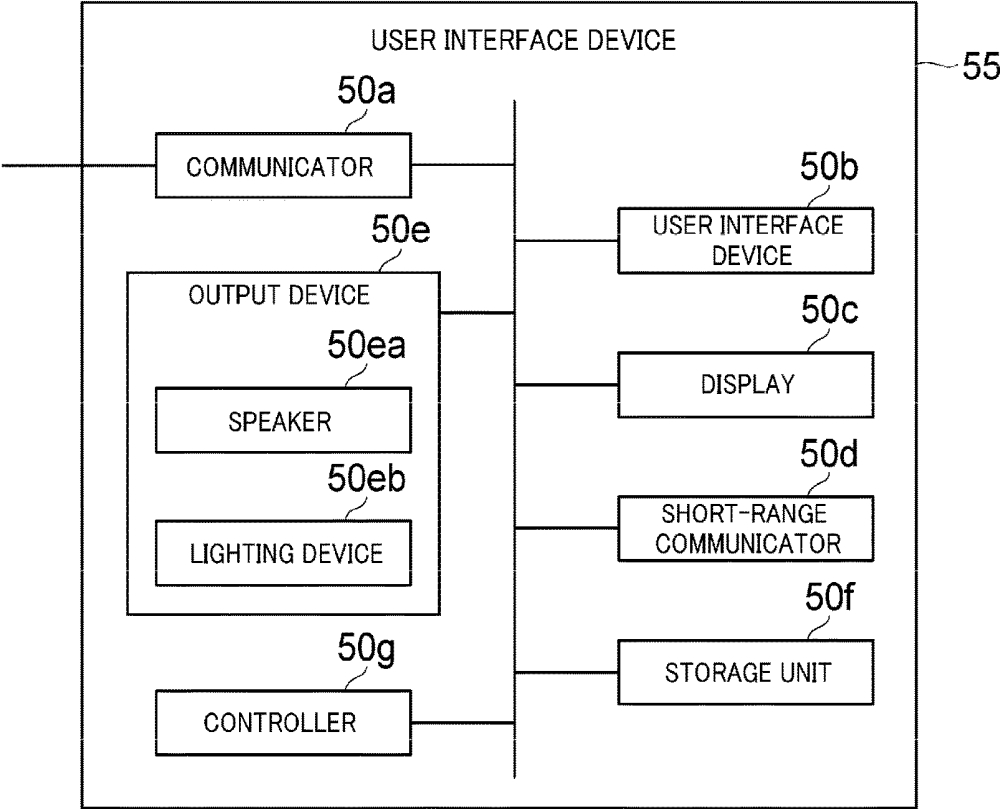 USER INTERFACE DEVICE
55
50a
COMMUNICATOR
50b
USER INTERFACE
DEVICE
50e
OUTPUT DEVICE
50c
DISPLAY
50ea
SPEAKER
50d
SHORT-RANGE
COMMUNICATOR
50eb
LIGHTING DEVICE
50f
STORAGE UNIT
50g
CONTROLLER